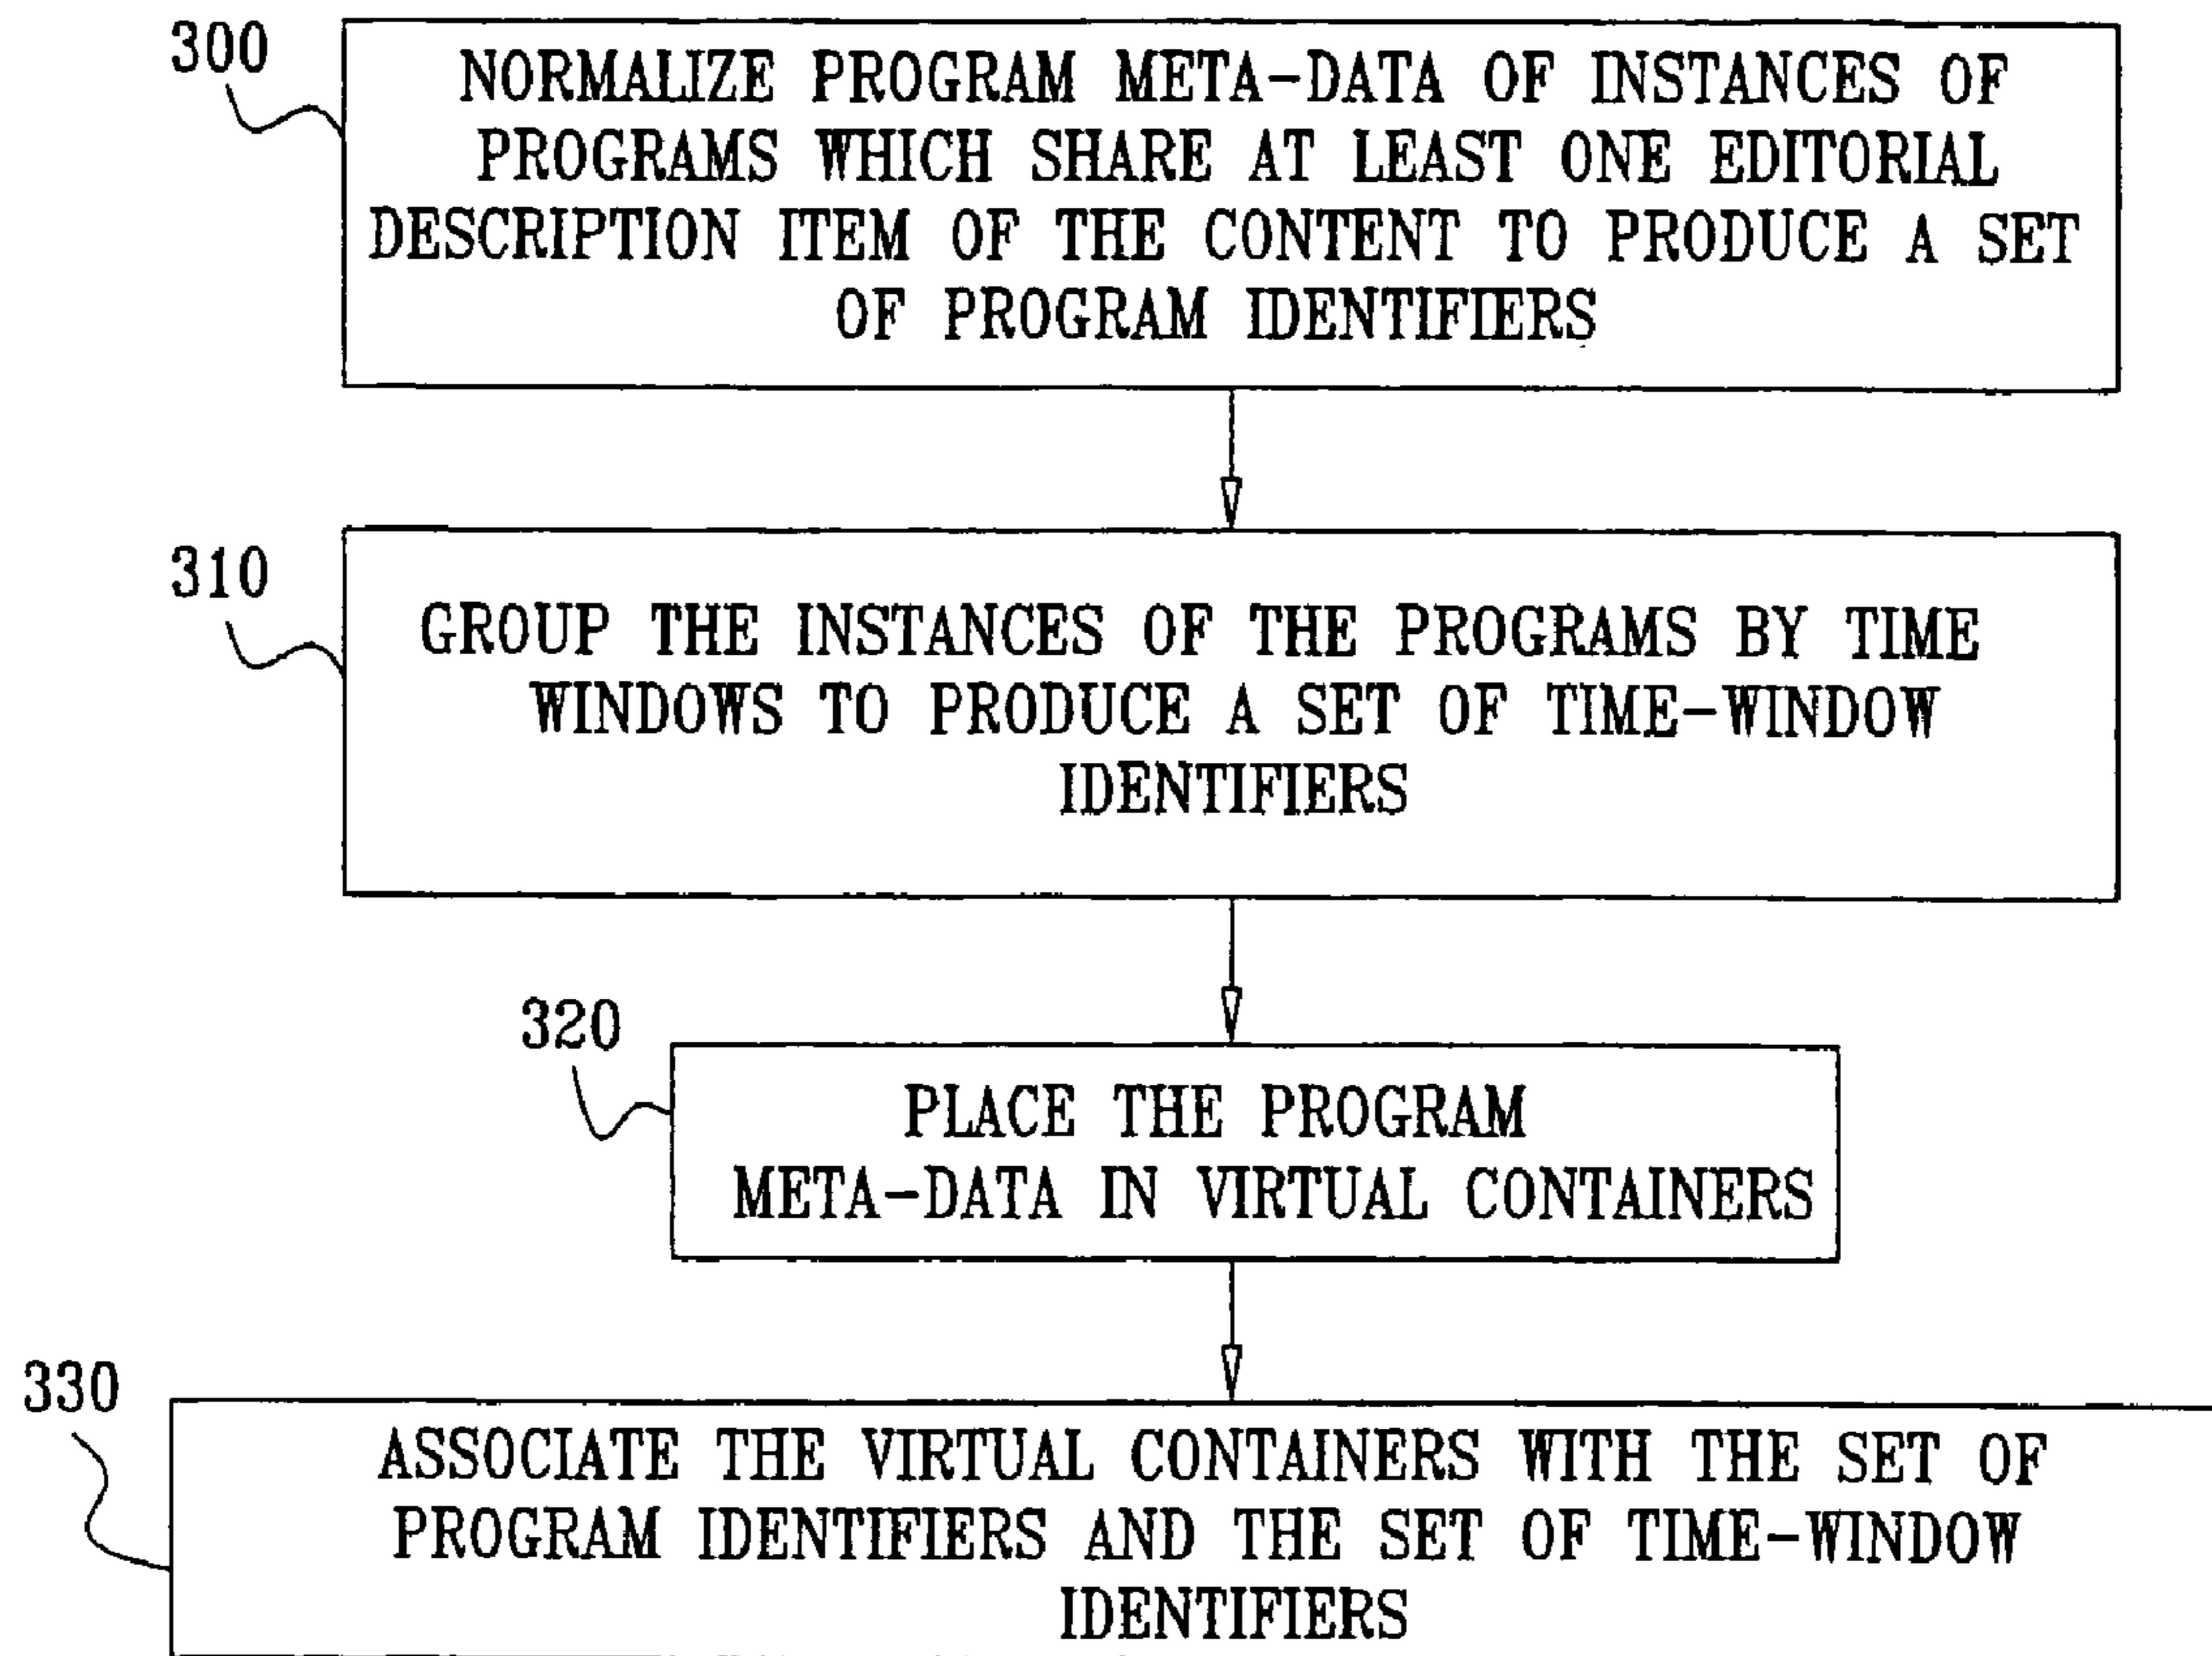 300
NORMALIZE PROGRAM META-DATA OF INSTANCES OF
PROGRAMS WHICH SHARE AT LEAST ONE EDITORIAL
DESCRIPTION ITEM OF THE CONTENT TO PRODUCE A SET
OF PROGRAM IDENTIFIERS
310
GROUP THE INSTANCES OF THE PROGRAMS BY TIME
WINDOWS TO PRODUCE A SET OF TIME-WINDOW
IDENTIFIERS
320
PLACE THE PROGRAM
META-DATA IN VIRTUAL CONTAINERS
330
ASSOCIATE THE VIRTUAL CONTAINERS WITH THE SET OF
PROGRAM IDENTIFIERS AND THE SET OF TIME-WINDOW
IDENTIFIERS